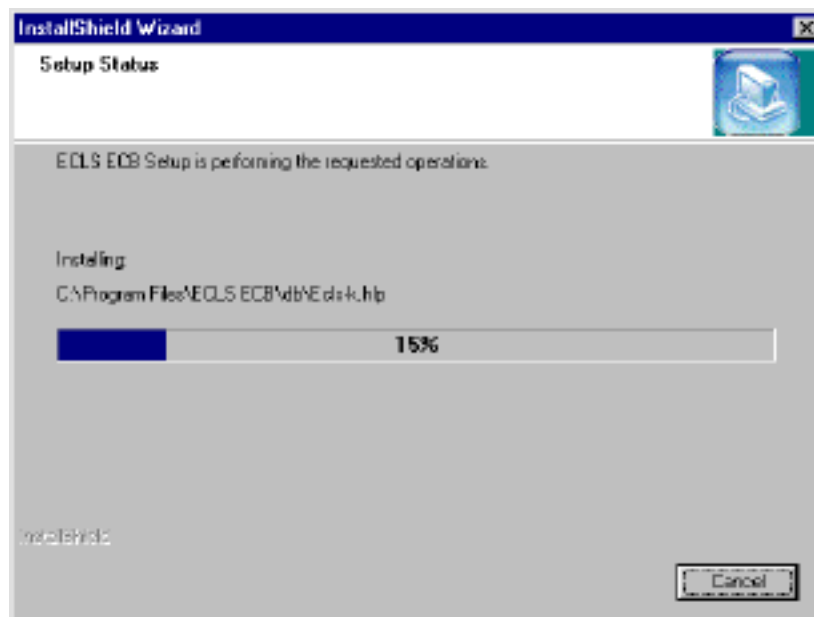 InstallShield Wizard
Setup Status
ECLS ECB Setup is performing the requested operations.
Installing:
C:\Program Files\ECLS ECB\db\Ecls-k.hlp
15%
InstallShield
Cancel